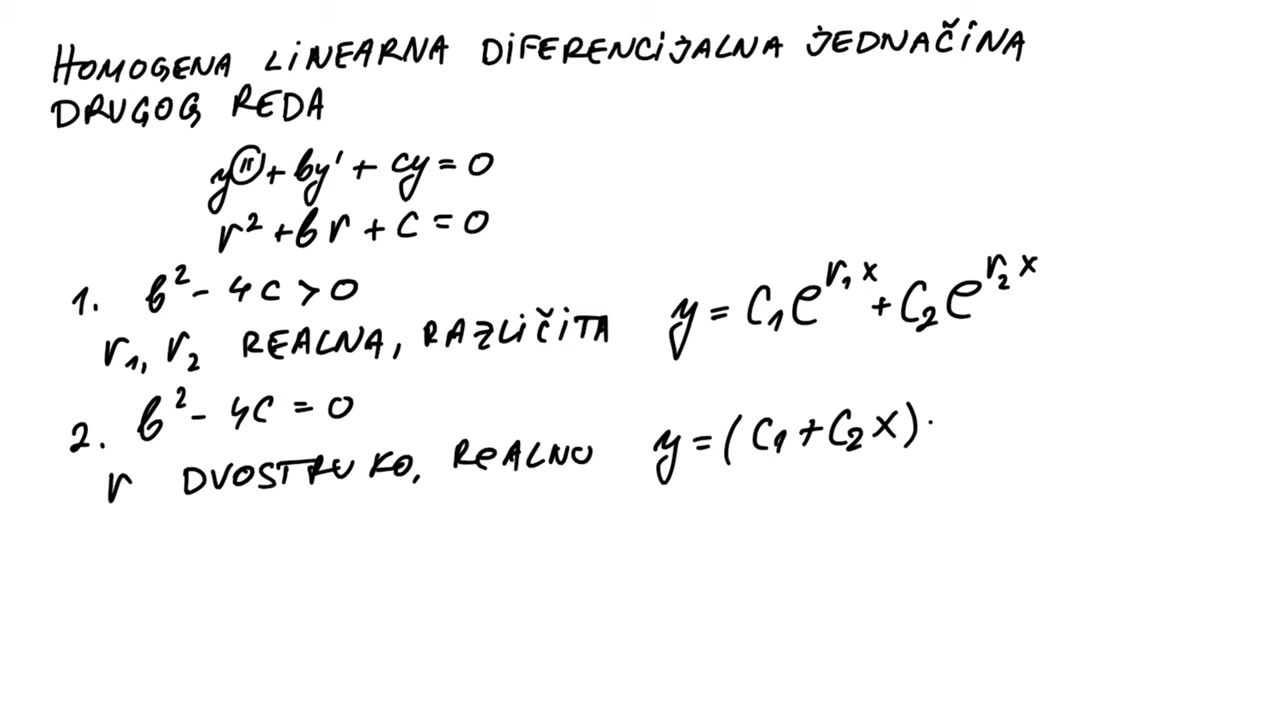 HOMOGENA LINEARNA DIFERENCIJALNA JEDNAČINA
DRUGOG REDA
y'' + by' + cy = 0
r² + br + c = 0
1. b² - 4c > 0
r₁, r₂ REALNA, RAZLIČITA y = C₁e^{r₁x} + C₂e^{r₂x}
2. b² - 4c = 0
r DVOSTRUKO, REALNO y = (C₁ + C₂x) ·